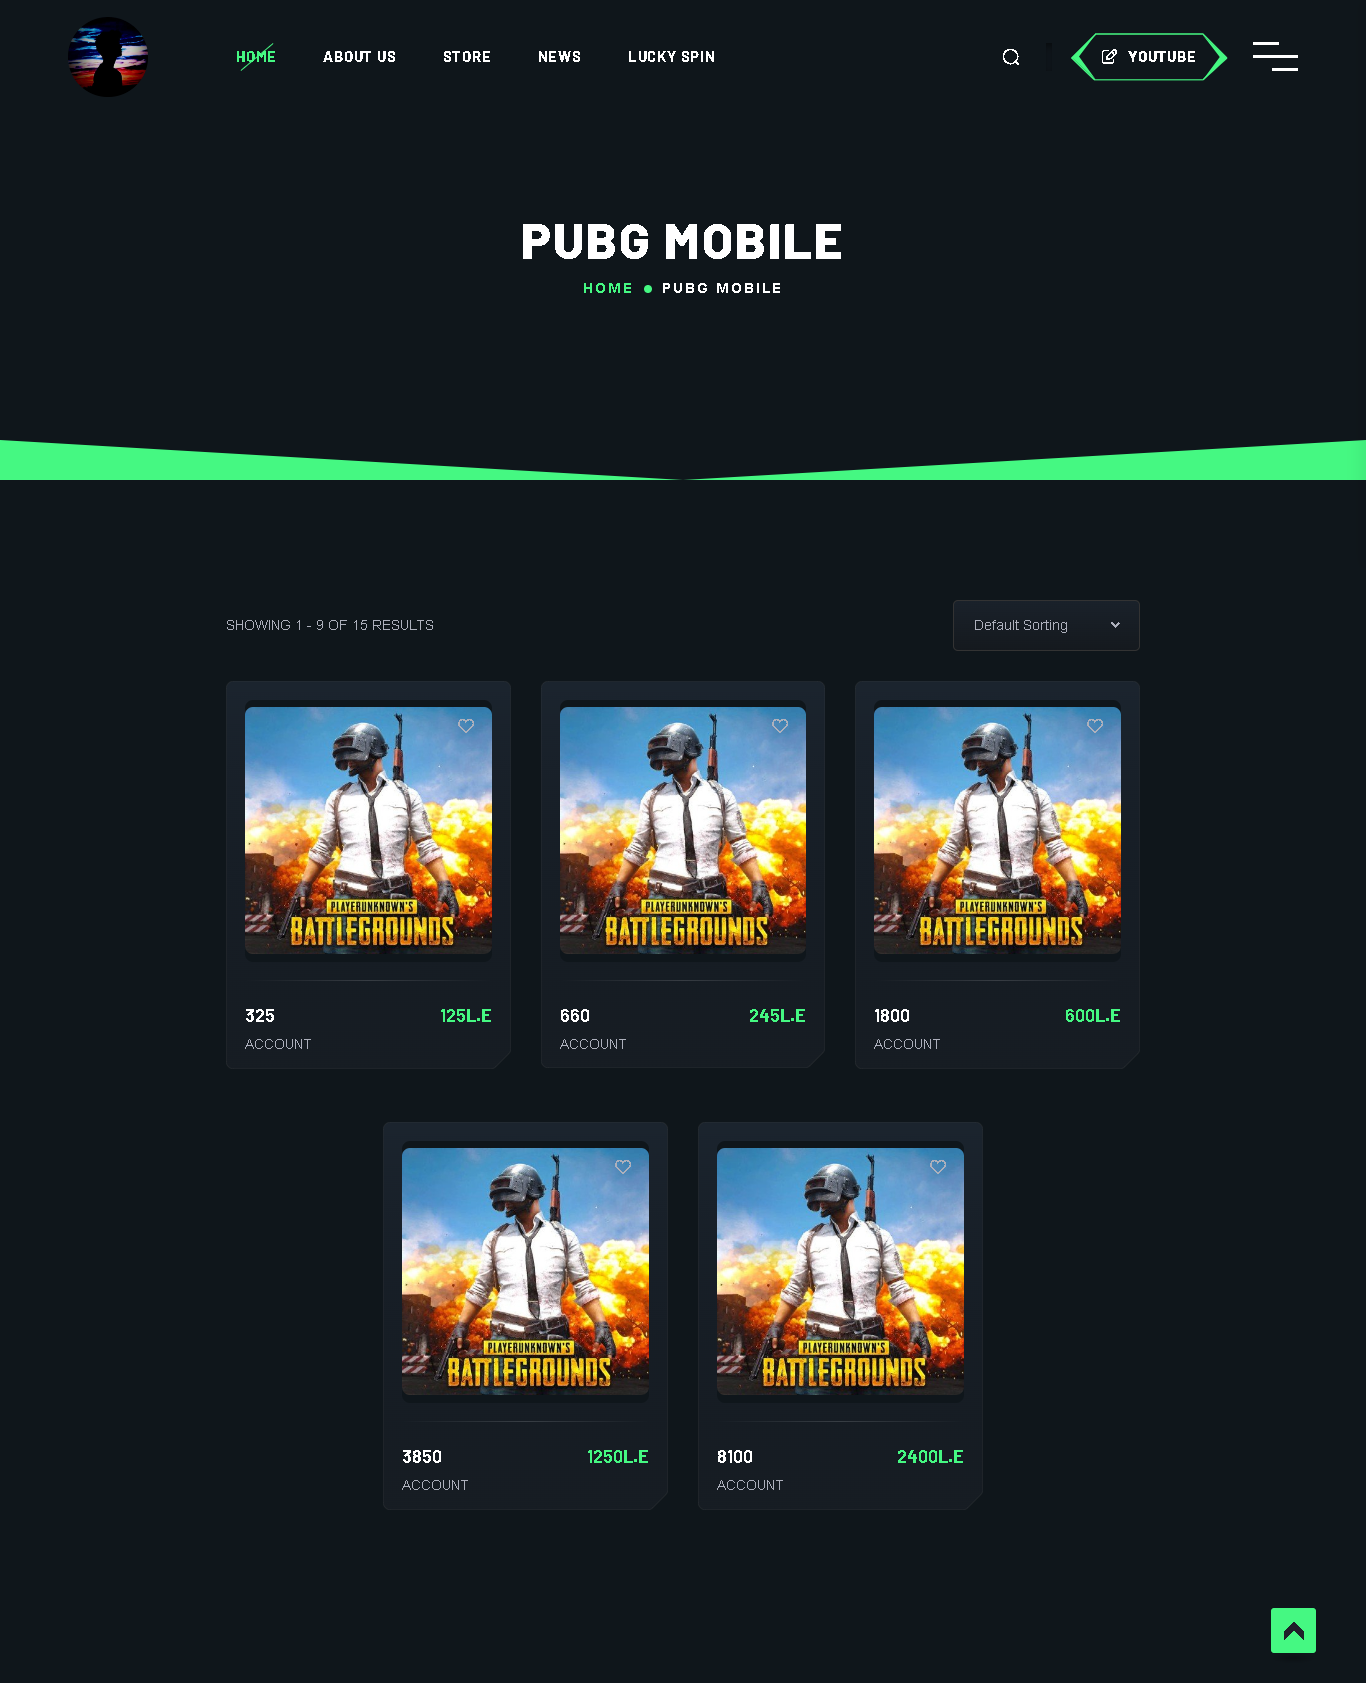 HOME
ABOUT US
STORE
NEWS
LUCKY SPIN
YOUTUBE
PUBG MOBILE
HOME PUBG MOBILE
SHOWING 1 - 9 OF 15 RESULTS
Default Sorting
PLAYERUNKNOWN'S
BATTLEGROUNDS
325 125L.E
ACCOUNT
PLAYERUNKNOWN'S
BATTLEGROUNDS
660 245L.E
ACCOUNT
PLAYERUNKNOWN'S
BATTLEGROUNDS
1800 600L.E
ACCOUNT
PLAYERUNKNOWN'S
BATTLEGROUNDS
3850 1250L.E
ACCOUNT
PLAYERUNKNOWN'S
BATTLEGROUNDS
8100 2400L.E
ACCOUNT